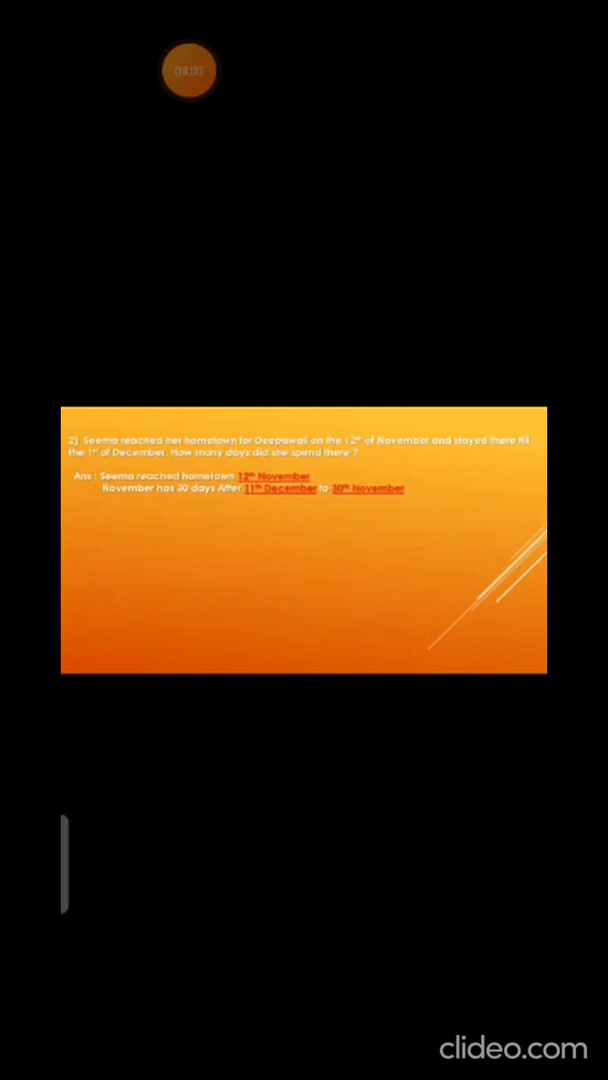 2) Seema reached her hometown for Deepawali on the 12th of November and stayed there till
the 1st of December. How many days did she spend there ?
Ans : Seema reached hometown 12th November
November has 30 days After 11th December to 30th November
clideo.com